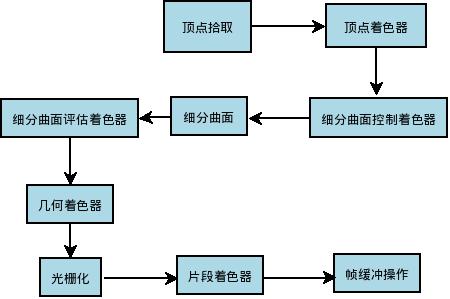 顶点拾取
顶点着色器
细分曲面控制着色器
细分曲面
细分曲面评估着色器
几何着色器
光栅化
片段着色器
帧缓冲操作